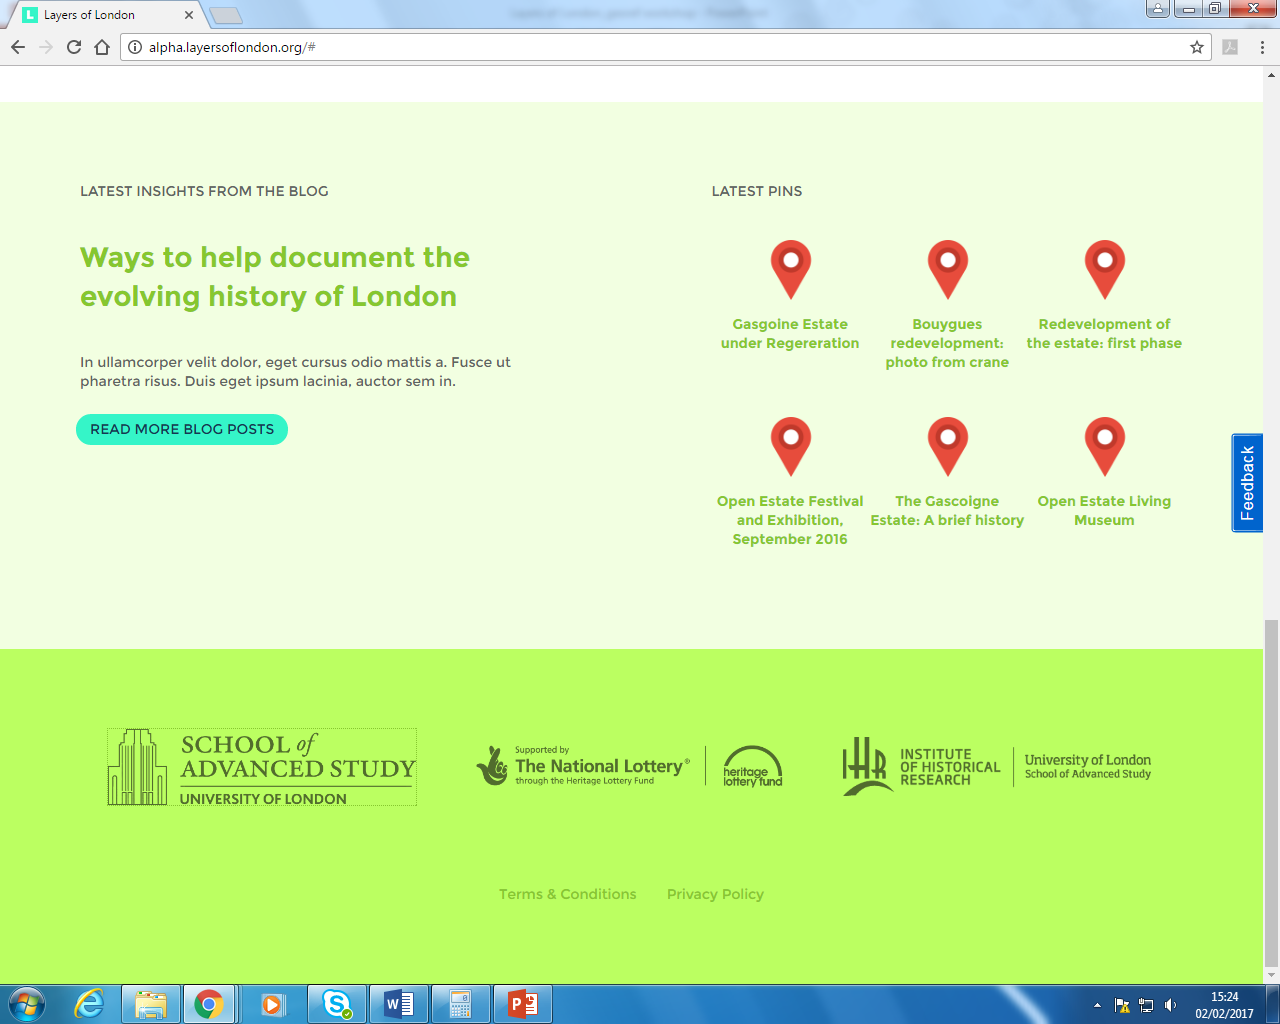 Layers of London
alpha.layersoflondon.org/#
LATEST INSIGHTS FROM THE BLOG
Ways to help document the
evolving history of London
In ullamcorper velit dolor, eget cursus odio mattis a. Fusce ut
pharetra risus. Duis eget ipsum lacinia, auctor sem in.
READ MORE BLOG POSTS
LATEST PINS
Gasgoine Estate
under Regereration
Bouygues
redevelopment:
photo from crane
Redevelopment of
the estate: first phase
Open Estate Festival
and Exhibition,
September 2016
The Gascoigne
Estate: A brief history
Open Estate Living
Museum
Feedback
SCHOOL of
ADVANCED STUDY
UNIVERSITY OF LONDON
Supported by
The National Lottery®
through the Heritage Lottery Fund
heritage
lottery fund
IHR
INSTITUTE
OF HISTORICAL
RESEARCH
University of London
School of Advanced Study
Terms & Conditions
Privacy Policy
15:24
02/02/2017